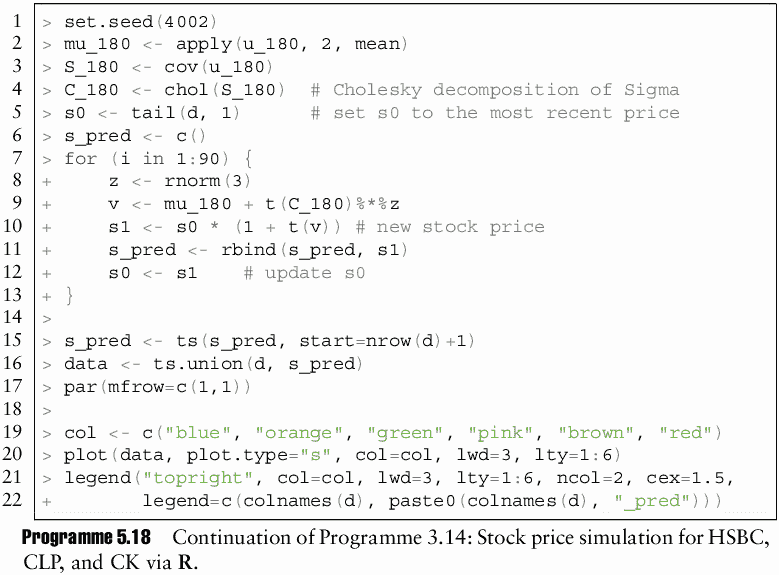 1 > set.seed(4002)
2 > mu_180 <- apply(u_180, 2, mean)
3 > S_180 <- cov(u_180)
4 > C_180 <- chol(S_180)  # Cholesky decomposition of Sigma
5 > s0 <- tail(d, 1)      # set s0 to the most recent price
6 > s_pred <- c()
7 > for (i in 1:90) {
8 +     z <- rnorm(3)
9 +     v <- mu_180 + t(C_180)%*%z
10 +     s1 <- s0 * (1 + t(v)) # new stock price
11 +     s_pred <- rbind(s_pred, s1)
12 +     s0 <- s1    # update s0
13 + }
14 >
15 > s_pred <- ts(s_pred, start=nrow(d)+1)
16 > data <- ts.union(d, s_pred)
17 > par(mfrow=c(1,1))
18 >
19 > col <- c("blue", "orange", "green", "pink", "brown", "red")
20 > plot(data, plot.type="s", col=col, lwd=3, lty=1:6)
21 > legend("topright", col=col, lwd=3, lty=1:6, ncol=2, cex=1.5,
22 +        legend=c(colnames(d), paste0(colnames(d), "_pred")))
Programme 5.18 Continuation of Programme 3.14: Stock price simulation for HSBC,
CLP, and CK via R.